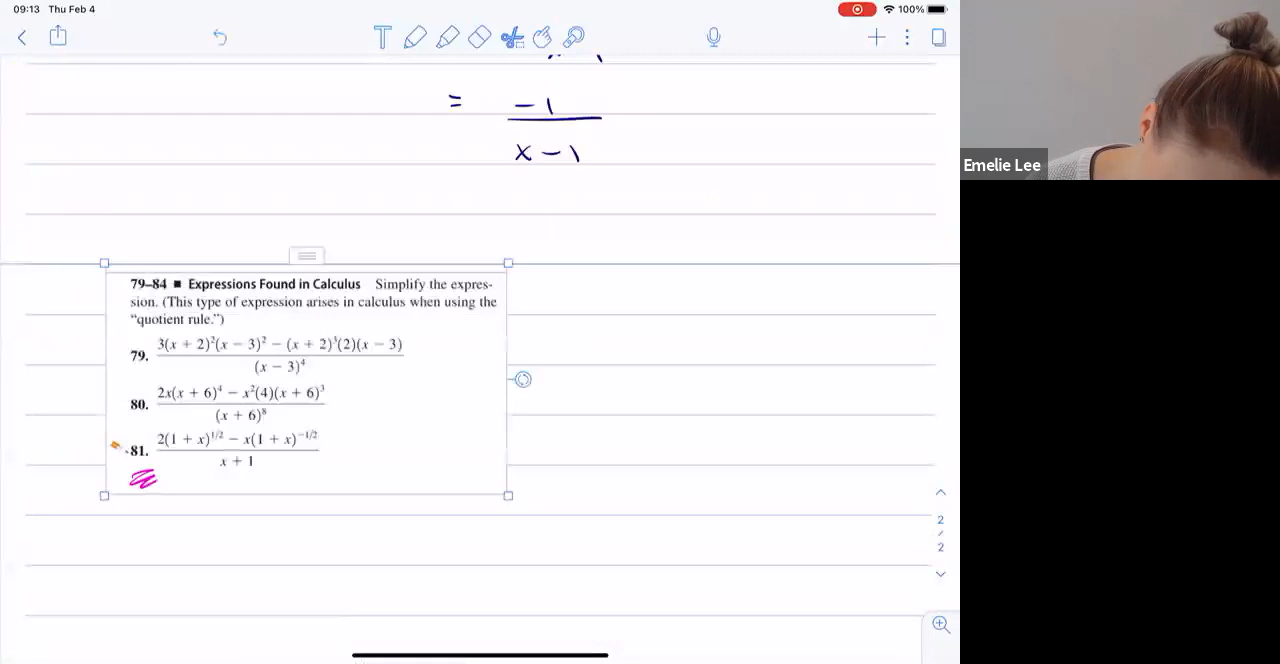 09:13 Thu Feb 4
100%
= -1
x - 1
79–84 ■ Expressions Found in Calculus Simplify the expres-
sion. (This type of expression arises in calculus when using the
“quotient rule.”)
79. 3(x + 2)²(x − 3)² − (x + 2)³(2)(x − 3)
(x − 3)⁴
80. 2x(x + 6)⁴ − x²(4)(x + 6)³
(x + 6)⁸
81. 2(1 + x)^1/2 − x(1 + x)^−1/2
x + 1
2
/
2
Emelie Lee